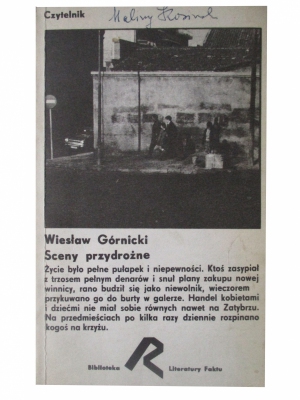 Czytelnik
Wiesław Górnicki
Sceny przydrożne
Życie było pełne pułapek i niepewności. Ktoś zasypiał
z trzosem pełnym denarów i snuł plany zakupu nowej
winnicy, rano budził się jako niewolnik, wieczorem
przykuwano go do burty w galerze. Handel kobietami
i dziećmi nie miał sobie równych nawet na Zatybrzu.
Na przedmieściach po kilka razy dziennie rozpinano
kogoś na krzyżu.
Biblioteka R Literatury Faktu